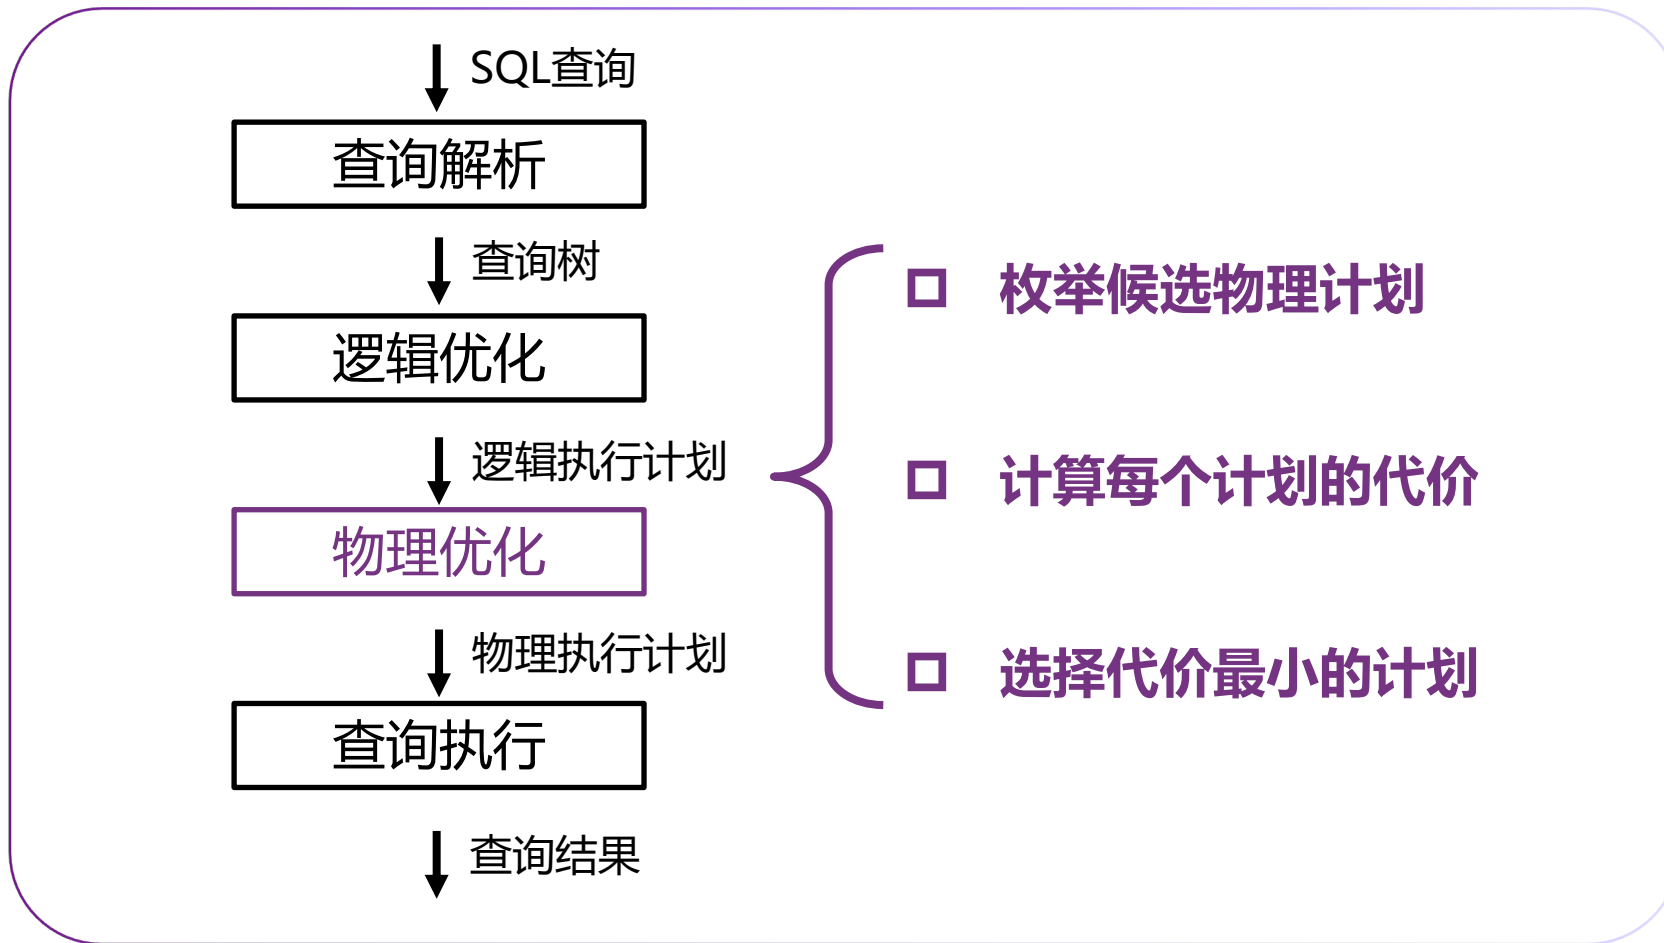 SQL查询
查询解析
查询树
逻辑优化
逻辑执行计划
物理优化
物理执行计划
查询执行
查询结果
枚举候选物理计划
计算每个计划的代价
选择代价最小的计划